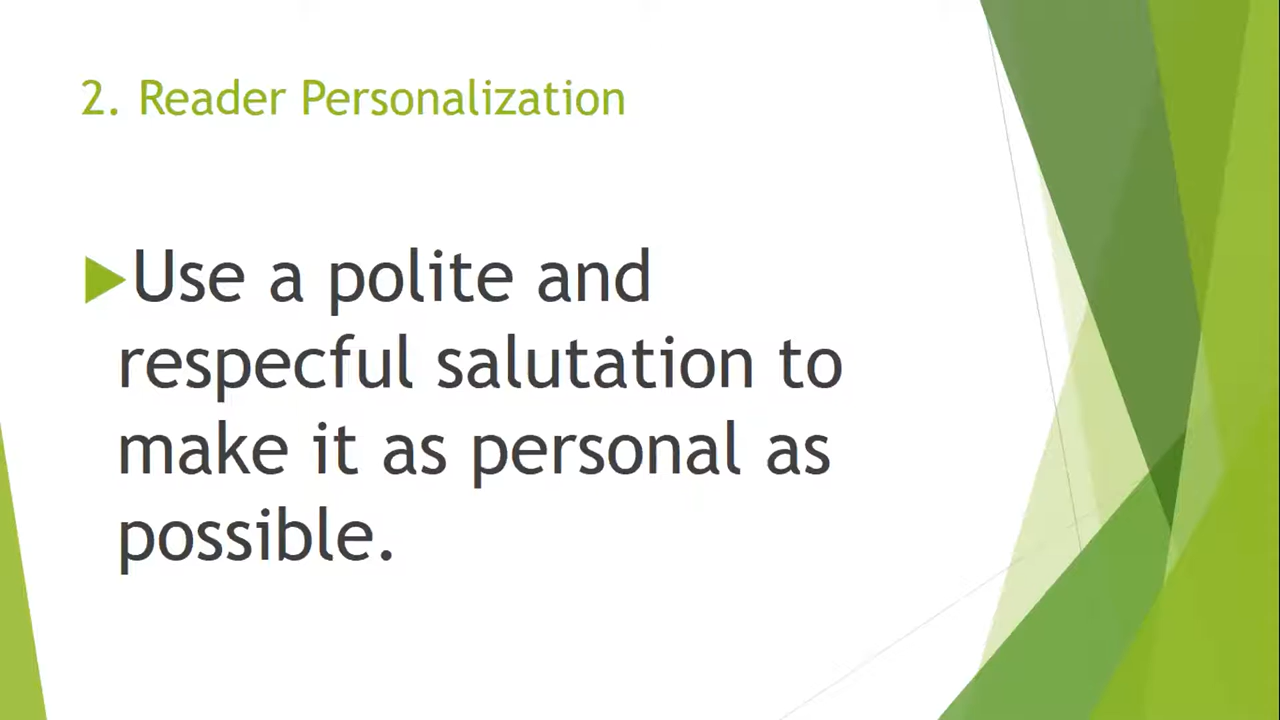 2. Reader Personalization
Use a polite and
respecful salutation to
make it as personal as
possible.